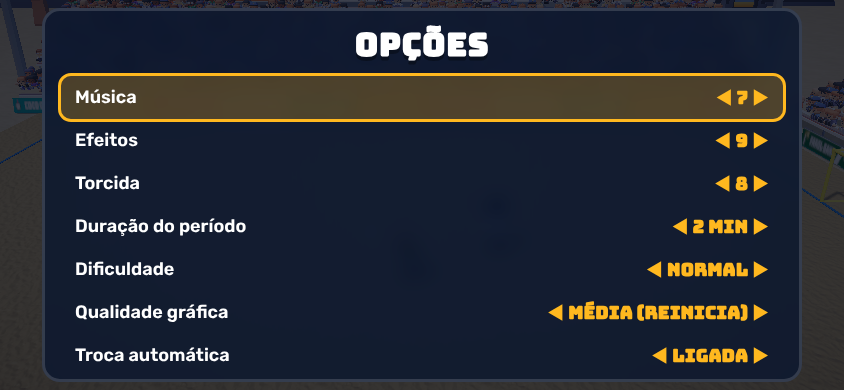 OPÇÕES
Música ◀ 7 ▶
Efeitos ◀ 9 ▶
Torcida ◀ 8 ▶
Duração do período ◀ 2 MIN ▶
Dificuldade ◀ NORMAL ▶
Qualidade gráfica ◀ MÉDIA (REINICIA) ▶
Troca automática ◀ LIGADA ▶